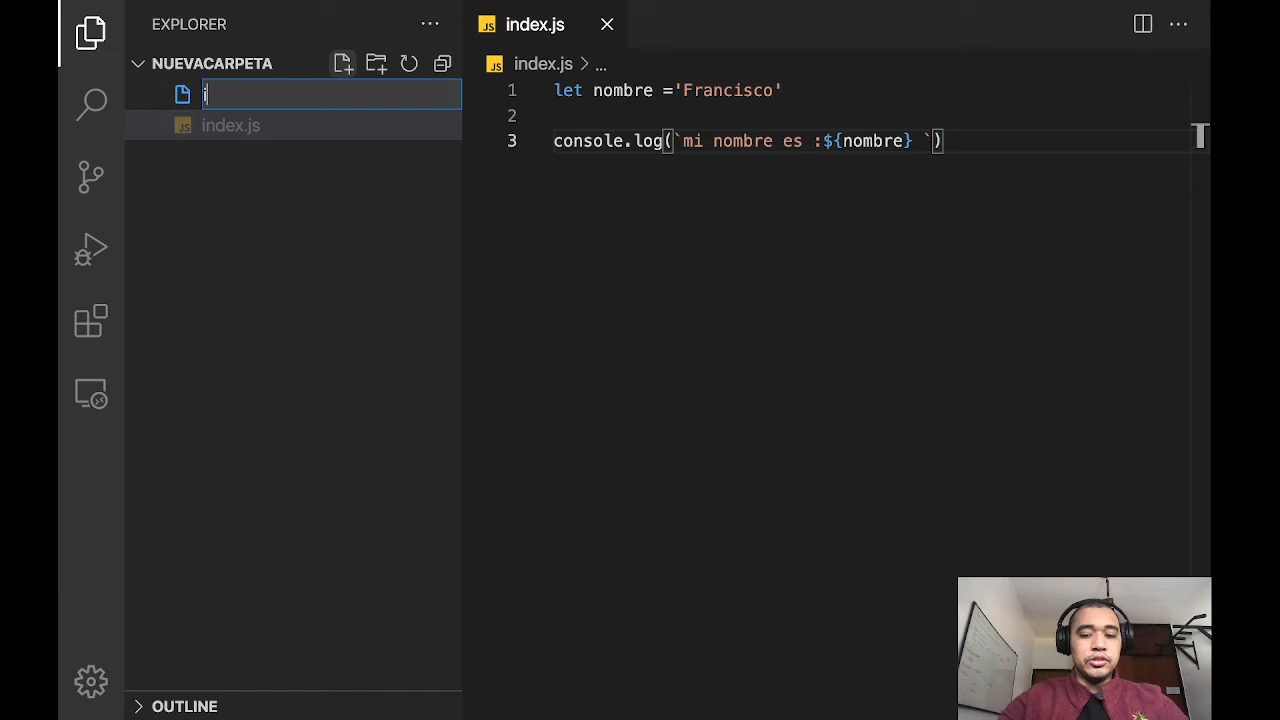 EXPLORER
NUEVACARPETA
i
index.js
OUTLINE
index.js
index.js > ...
1 let nombre ='Francisco'
2
3 console.log(`mi nombre es :${nombre} `)